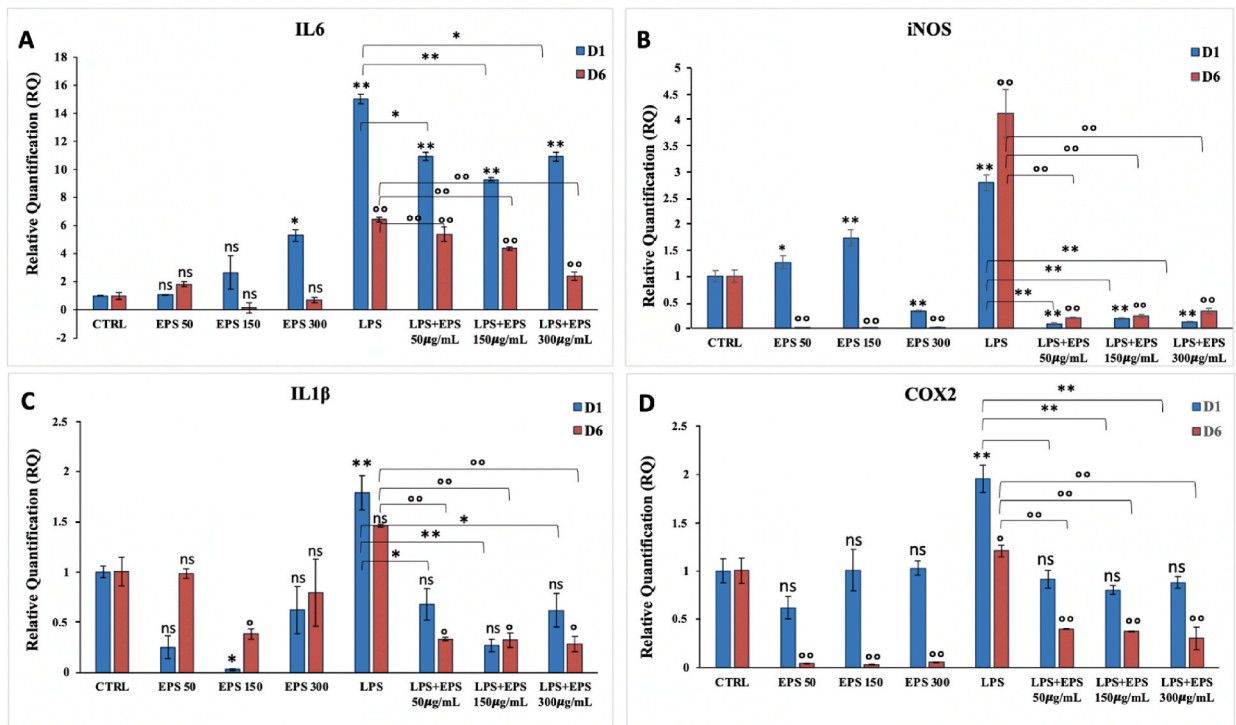 A
IL6
D1
D6
Relative Quantification (RQ)
18
16
14
12
10
8
6
4
2
0
-2
*
**
**
*
** ** **
°° °° °°
°° °° °° °°
ns ns
ns ns
*
ns
CTRL EPS 50 EPS 150 EPS 300 LPS LPS+EPS LPS+EPS LPS+EPS
50µg/mL 150µg/mL 300µg/mL
B
iNOS
D1
D6
Relative Quantification (RQ)
5
4.5
4
3.5
3
2.5
2
1.5
1
0.5
0
°°
°°
°°
°°
**
**
**
**
* °°
** °°
** °°
** °° ** °° ** °°
CTRL EPS 50 EPS 150 EPS 300 LPS LPS+EPS LPS+EPS LPS+EPS
50µg/mL 150µg/mL 300µg/mL
C
IL1β
D1
D6
Relative Quantification (RQ)
2.5
2
1.5
1
0.5
0
**
°°
°°
°°
ns
*
**
*
ns ns
* °
ns ns
ns ° ns ° ns °
CTRL EPS 50 EPS 150 EPS 300 LPS LPS+EPS LPS+EPS LPS+EPS
50µg/mL 150µg/mL 300µg/mL
D
COX2
D1
D6
Relative Quantification (RQ)
2.5
2
1.5
1
0.5
0
**
**
**
°°
°°
°°
°
ns °°
ns °°
ns °°
ns °° ns °° ns °°
CTRL EPS 50 EPS 150 EPS 300 LPS LPS+EPS LPS+EPS LPS+EPS
50µg/mL 150µg/mL 300µg/mL